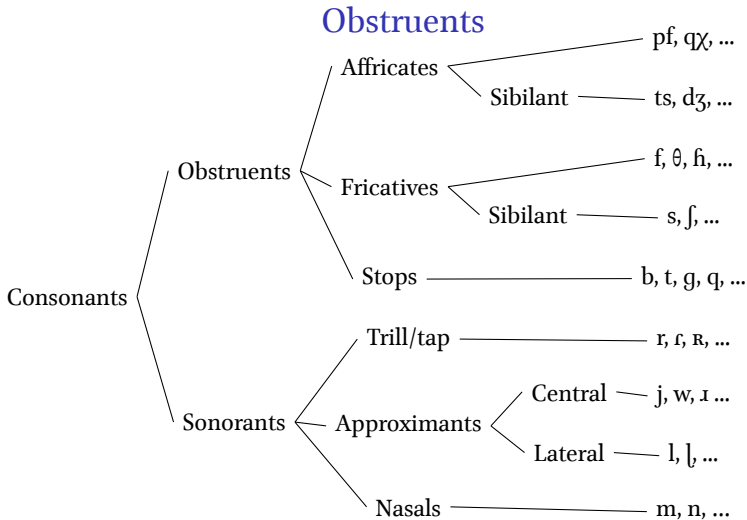 Obstruents
pf, qχ, ...
Affricates
Sibilant
ts, dʒ, ...
f, θ, ɦ, ...
Obstruents
Fricatives
Sibilant
s, ʃ, ...
Stops
b, t, ɡ, q, ...
Consonants
Trill/tap
r, ɾ, ʀ, ...
Central
j, w, ɹ ...
Sonorants
Approximants
Lateral
l, ɭ, ...
Nasals
m, n, ...